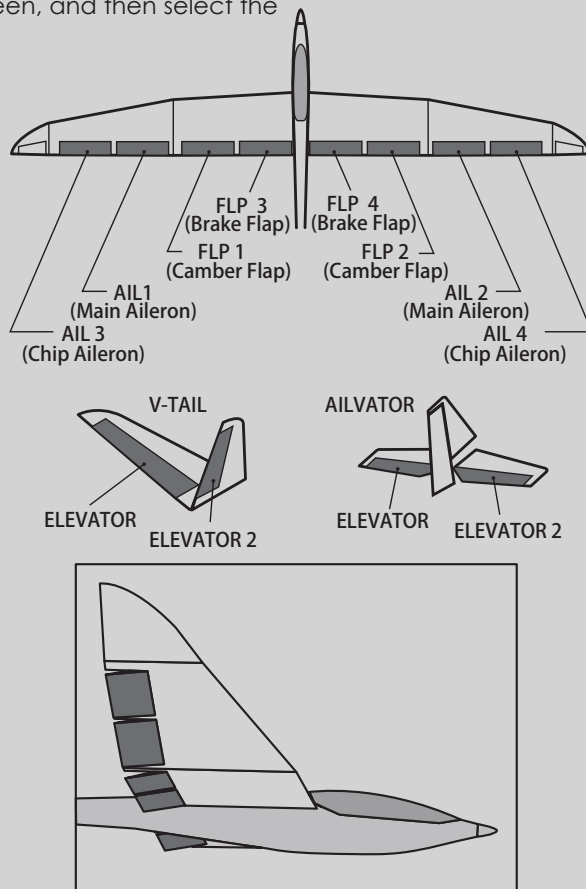 een, and then select the
FLP 3
(Brake Flap)
FLP 4
(Brake Flap)
FLP 1
(Camber Flap)
FLP 2
(Camber Flap)
AIL1
(Main Aileron)
AIL 2
(Main Aileron)
AIL 3
(Chip Aileron)
AIL 4
(Chip Aileron)
V-TAIL
AILVATOR
ELEVATOR
ELEVATOR 2
ELEVATOR
ELEVATOR 2